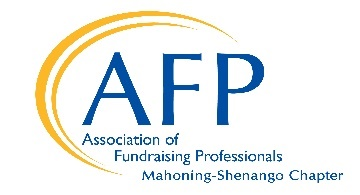 AFP
Association of
Fundraising Professionals
Mahoning-Shenango Chapter